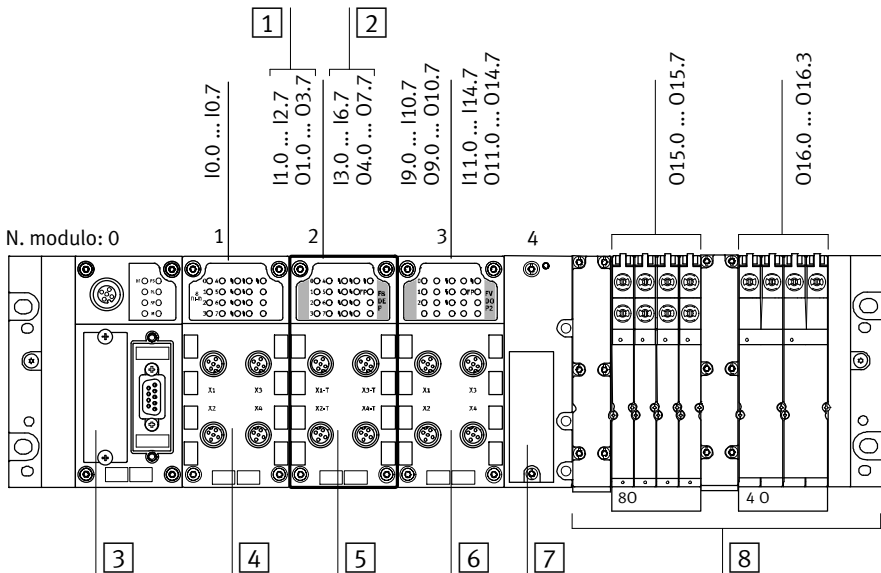 1
2
I0.0 ... I0.7
I1.0 ... I2.7
O1.0 ... O3.7
I3.0 ... I6.7
O4.0 ... O7.7
I9.0 ... I10.7
O9.0 ... O10.7
I11.0 ... I14.7
O11.0 ... O14.7
O15.0 ... O15.7
O16.0 ... O16.3
N. modulo: 0
1
2
3
4
X1
X3
X2
X4
X1-T
X3-T
X2-T
X4-T
X1
X3
X2
X4
8O
4 O
3
4
5
6
7
8